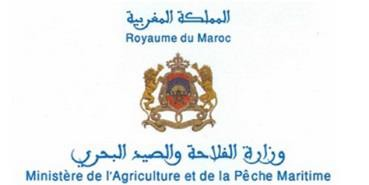 المملكة المغربية
Royaume du Maroc
وزارة الفلاحة والصيد البحري
Ministère de l'Agriculture et de la Pêche Maritime